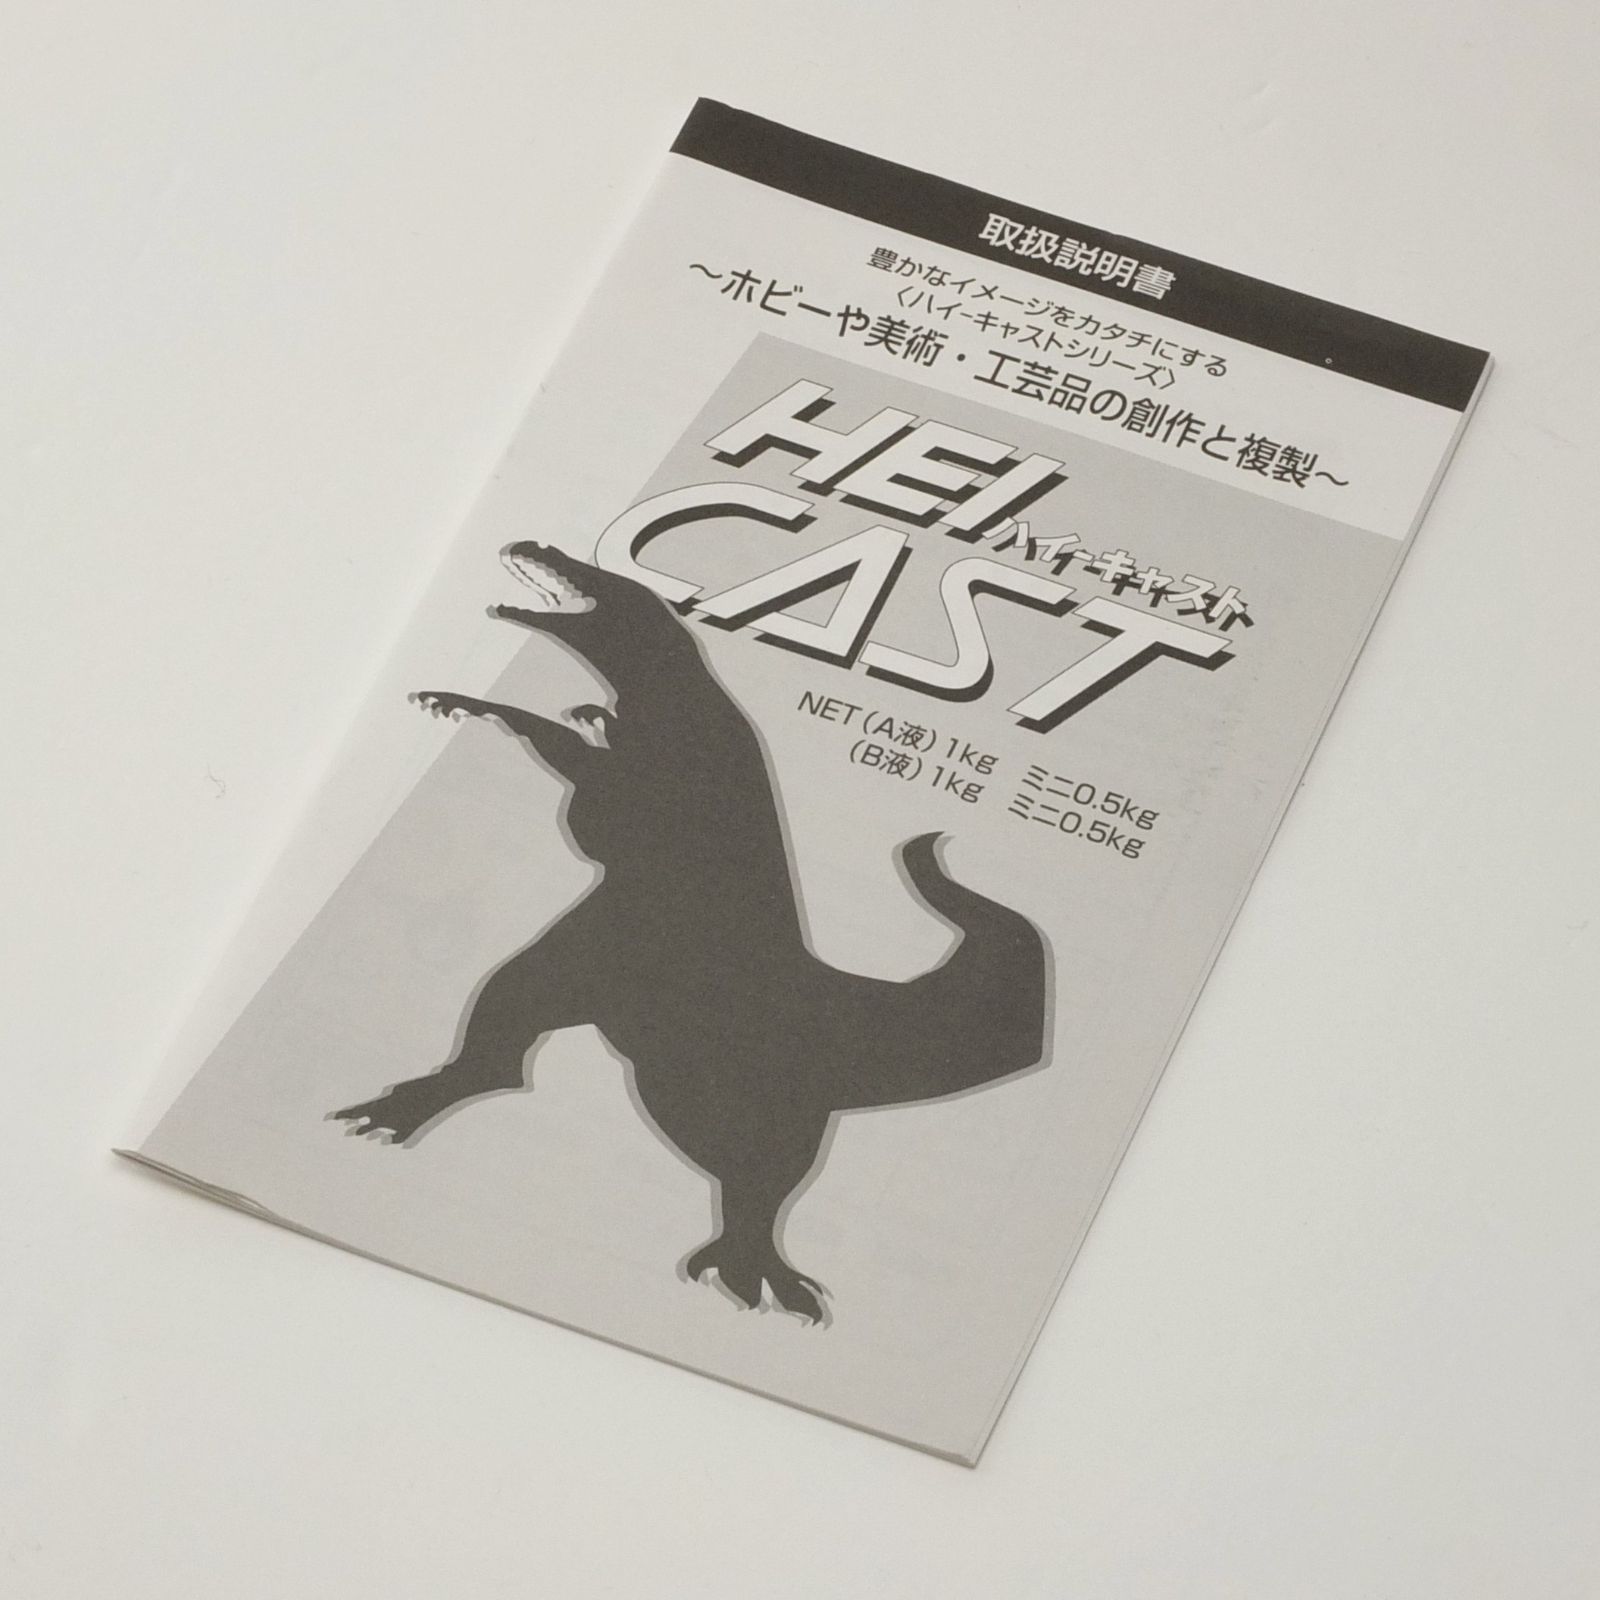 取扱説明書
豊かなイメージをカタチにする
〈ハイ-キャストシリーズ〉
～ホビーや美術・工芸品の創作と複製～
HEI
ハイ-キャスト
CAST
NET（A液）1kg ミニ0.5kg
（B液）1kg ミニ0.5kg